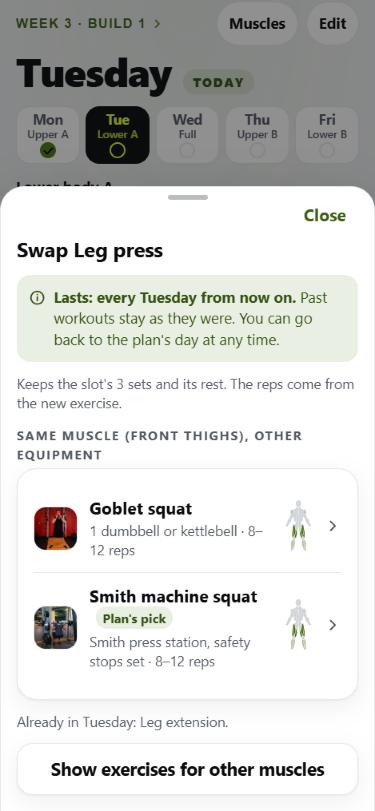 WEEK 3 · BUILD 1 >
Muscles
Edit
Tuesday
TODAY
Mon
Upper A
Tue
Lower A
Wed
Full
Thu
Upper B
Fri
Lower B
Lower body A
Close
Swap Leg press
Lasts: every Tuesday from now on. Past
workouts stay as they were. You can go
back to the plan's day at any time.
Keeps the slot's 3 sets and its rest. The reps come from
the new exercise.
SAME MUSCLE (FRONT THIGHS), OTHER
EQUIPMENT
Goblet squat
1 dumbbell or kettlebell · 8–
12 reps
Smith machine squat
Plan's pick
Smith press station, safety
stops set · 8–12 reps
Already in Tuesday: Leg extension.
Show exercises for other muscles